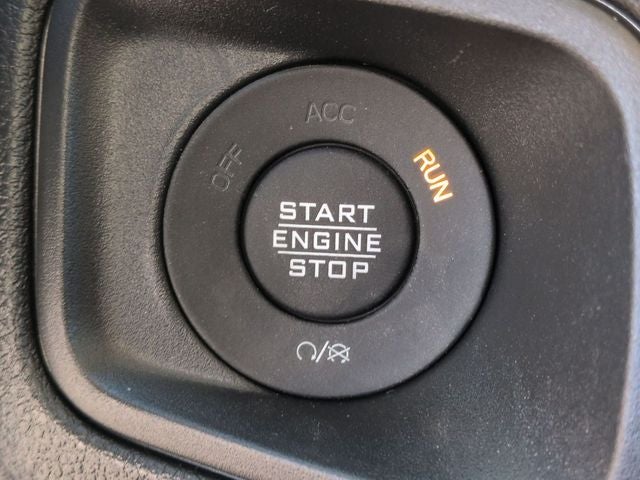 OFF
ACC
RUN
START
ENGINE
STOP